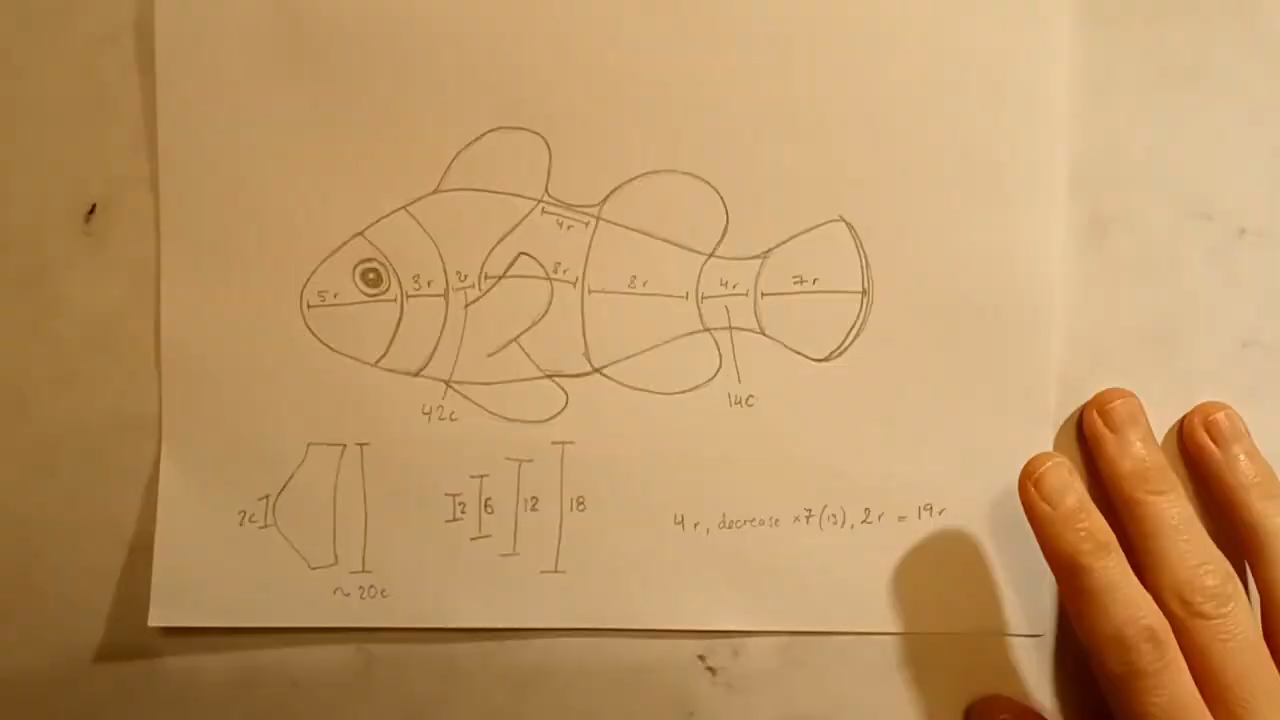 4r
5r
3r
2
8r
8r
4r
7r
42c
14c
2c
~20c
2
6
12
18
4r, decrease x7(13), 2r = 19r